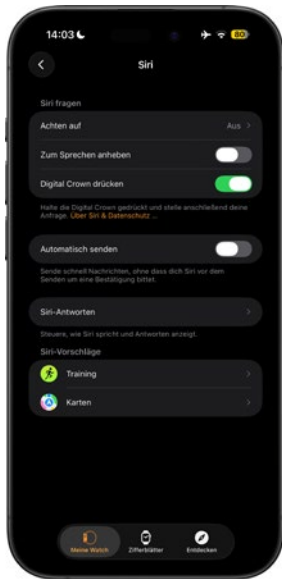 14:03
80
Siri
Siri fragen
Achten auf
Aus
Zum Sprechen anheben
Digital Crown drücken
Halte die Digital Crown gedrückt und stelle anschließend deine
Anfrage. Über Siri & Datenschutz ...
Automatisch senden
Sende schnell Nachrichten, ohne dass dich Siri vor dem
Senden um eine Bestätigung bittet.
Siri-Antworten
Steuere, wie Siri spricht und Antworten anzeigt.
Siri-Vorschläge
Training
Karten
Meine Watch
Zifferblätter
Entdecken